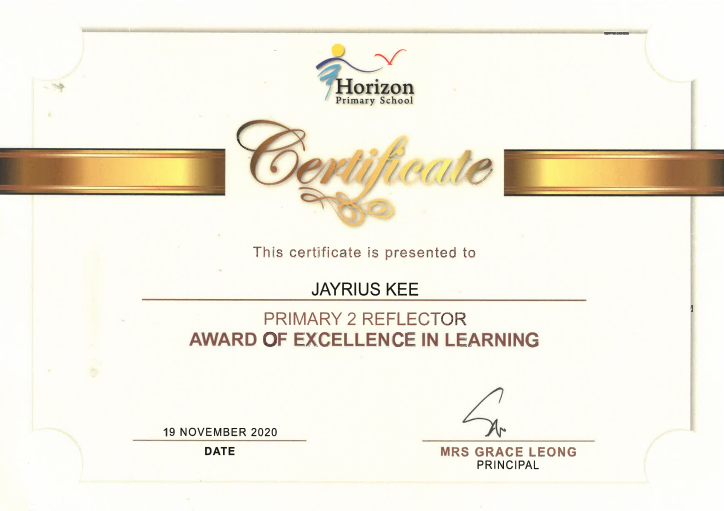 Horizon
Primary School
Certificate
This certificate is presented to
JAYRIUS KEE
PRIMARY 2 REFLECTOR
AWARD OF EXCELLENCE IN LEARNING
19 NOVEMBER 2020
DATE
MRS GRACE LEONG
PRINCIPAL